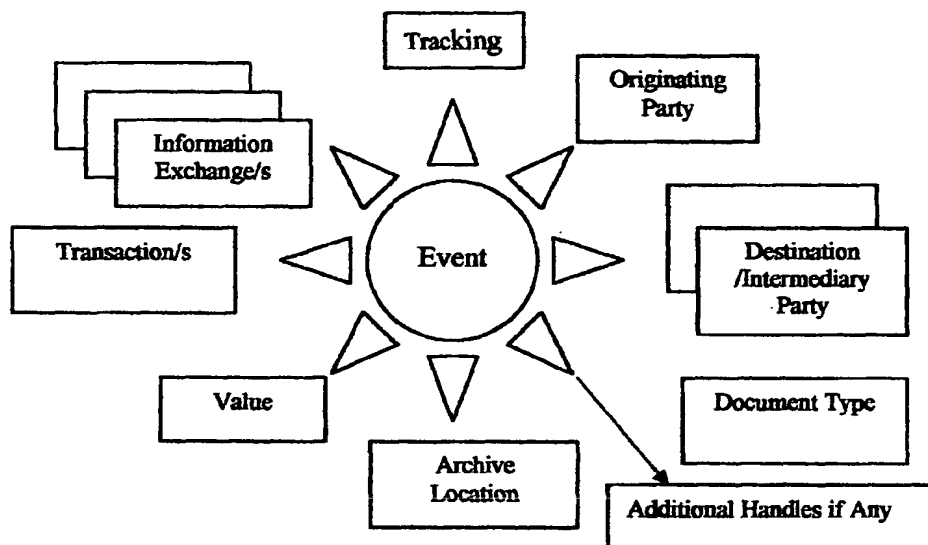 Tracking
Originating
Party
Information
Exchange/s
Transaction/s
Event
Destination
/Intermediary
Party
Value
Document Type
Archive
Location
Additional Handles if Any